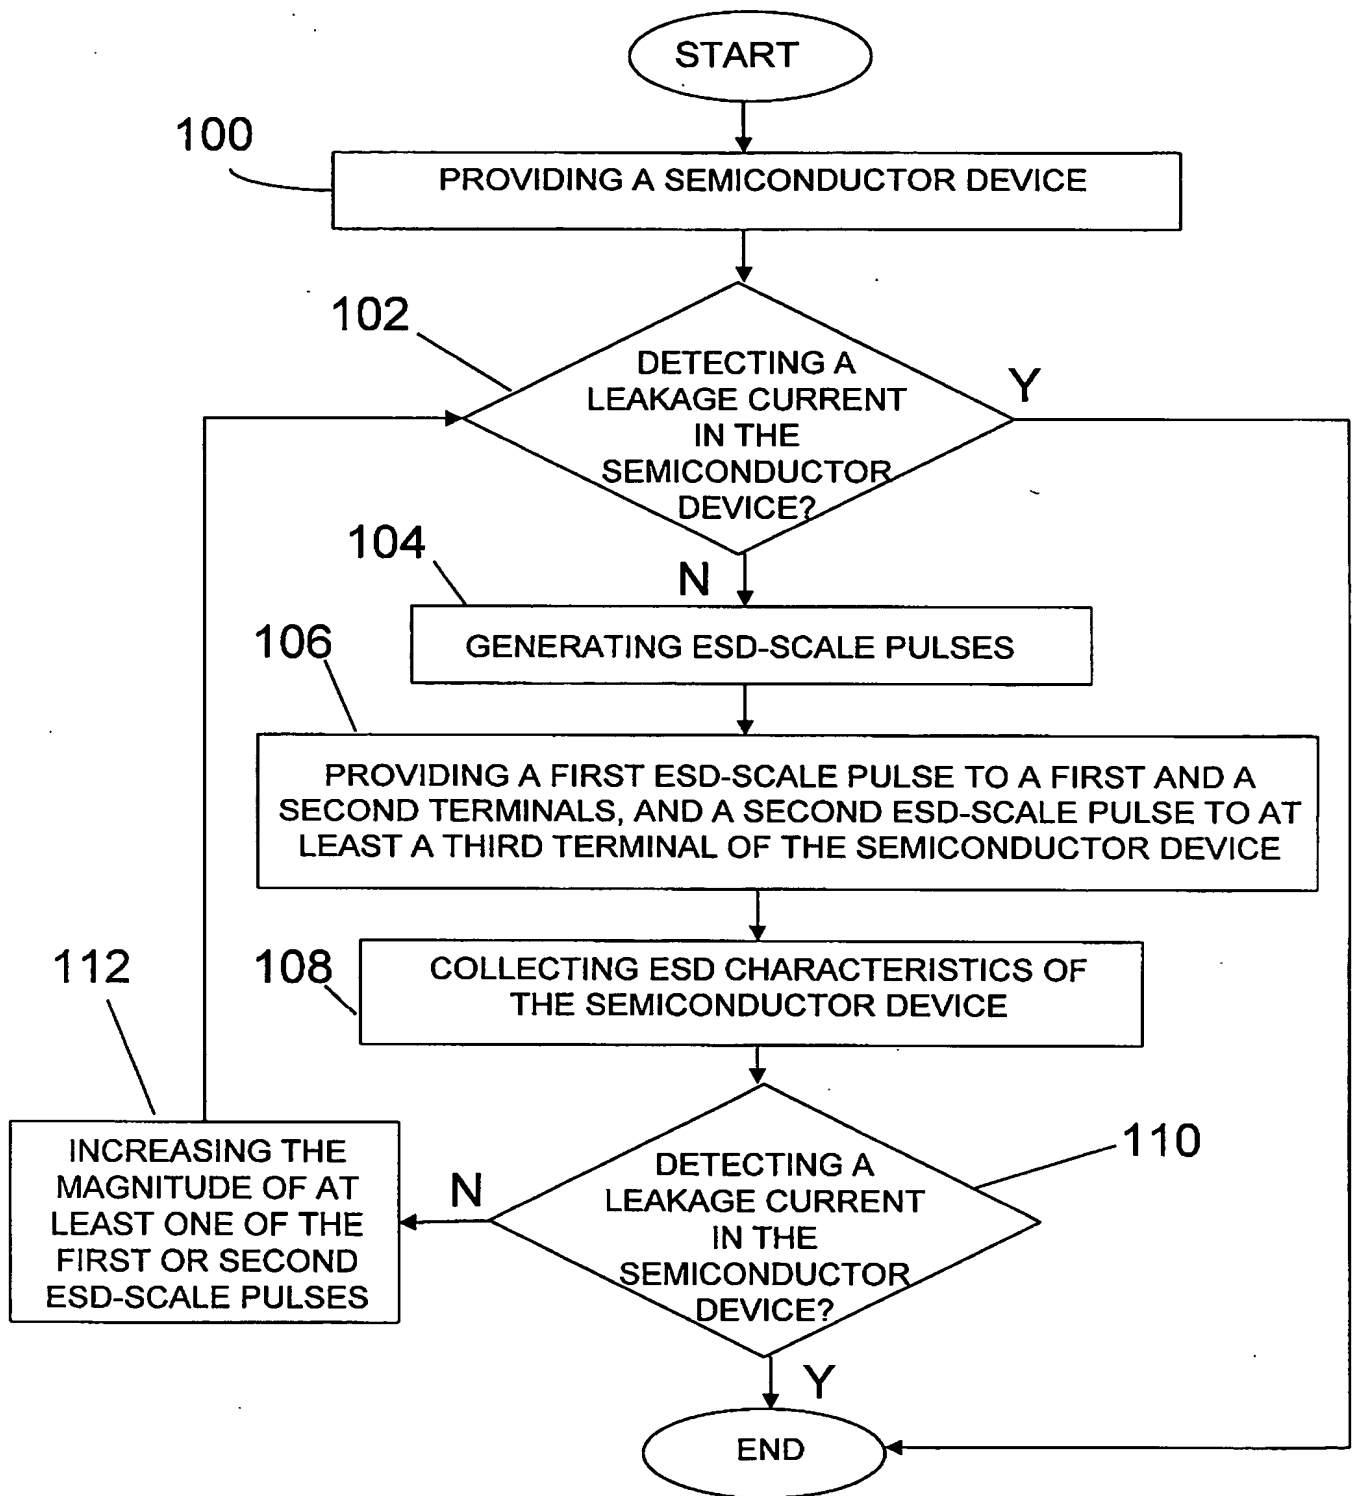 START
100
PROVIDING A SEMICONDUCTOR DEVICE
102
DETECTING A
LEAKAGE CURRENT
IN THE
SEMICONDUCTOR
DEVICE?
Y
N
104
GENERATING ESD-SCALE PULSES
106
PROVIDING A FIRST ESD-SCALE PULSE TO A FIRST AND A
SECOND TERMINALS, AND A SECOND ESD-SCALE PULSE TO AT
LEAST A THIRD TERMINAL OF THE SEMICONDUCTOR DEVICE
108
COLLECTING ESD CHARACTERISTICS OF
THE SEMICONDUCTOR DEVICE
110
DETECTING A
LEAKAGE CURRENT
IN THE
SEMICONDUCTOR
DEVICE?
N
112
INCREASING THE
MAGNITUDE OF AT
LEAST ONE OF THE
FIRST OR SECOND
ESD-SCALE PULSES
Y
END